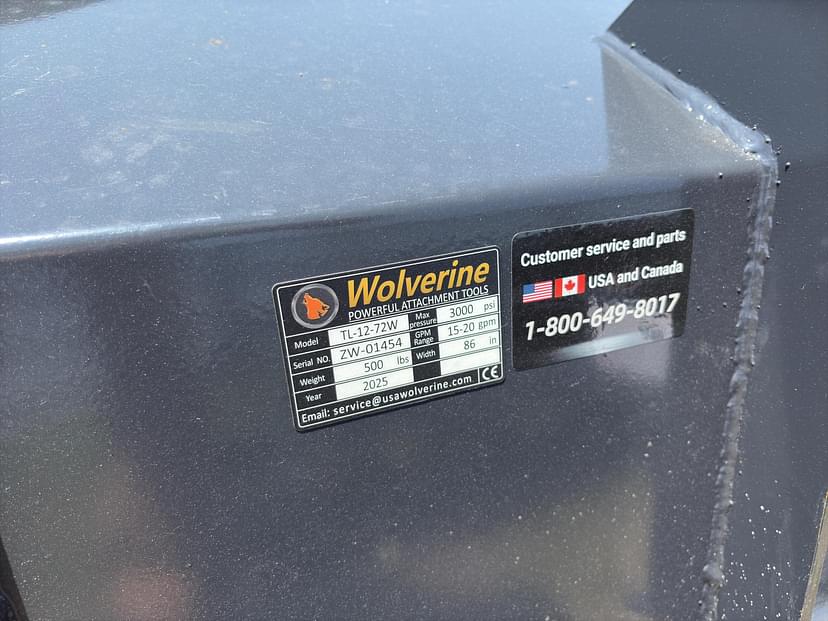 Wolverine
POWERFUL ATTACHMENT TOOLS
Model TL-12-72W Max pressure 3000 psi
Serial NO. ZW-01454 GPM Range 15-20 gpm
Weight 500 lbs Width 86 in
Year 2025
Email: service@usawolverine.com CE
Customer service and parts
USA and Canada
1-800-649-8017